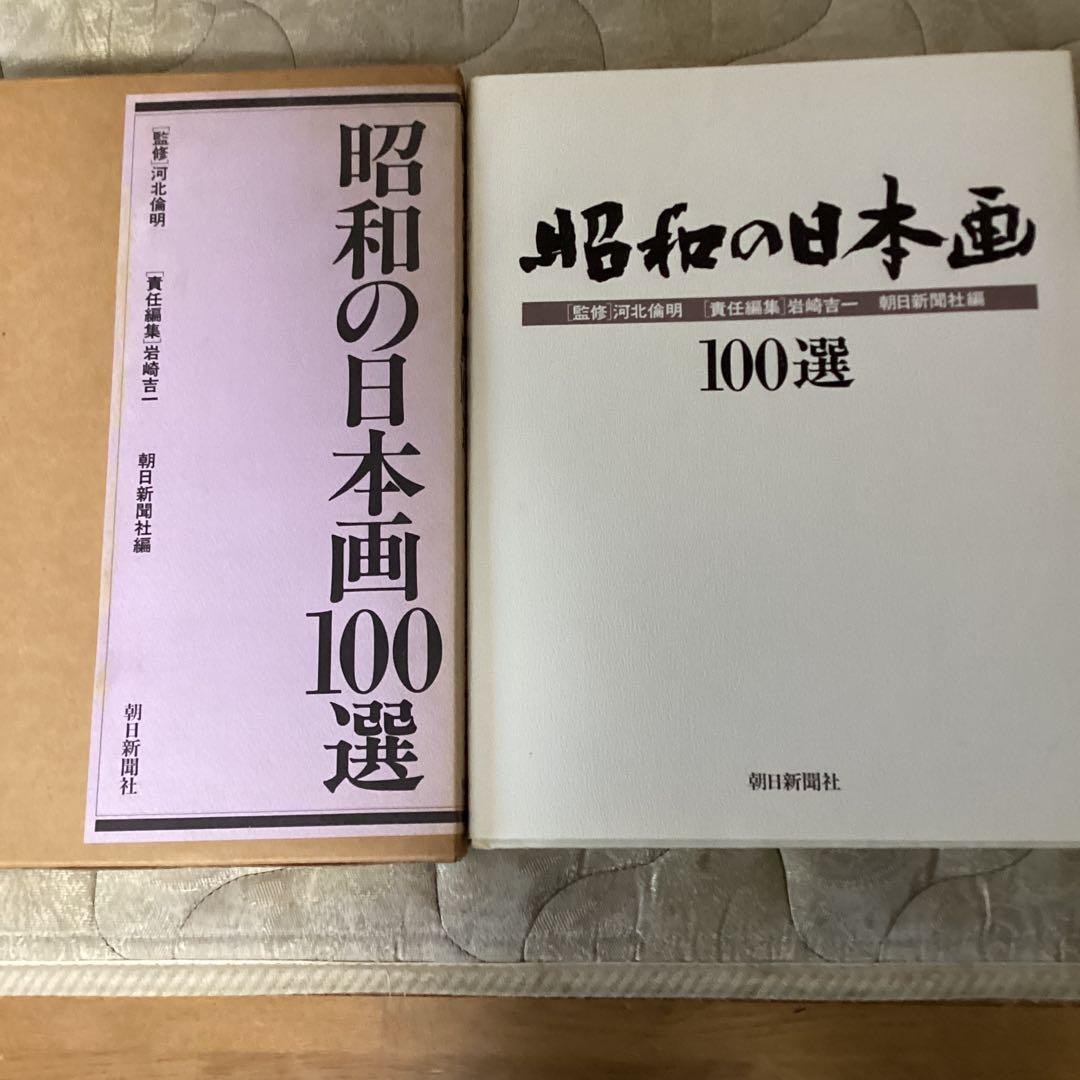 昭和の日本画100選
[監修]河北倫明 [責任編集]岩崎吉一 朝日新聞社編
朝日新聞社
昭和の日本画
[監修]河北倫明 [責任編集]岩崎吉一 朝日新聞社編
100選
朝日新聞社